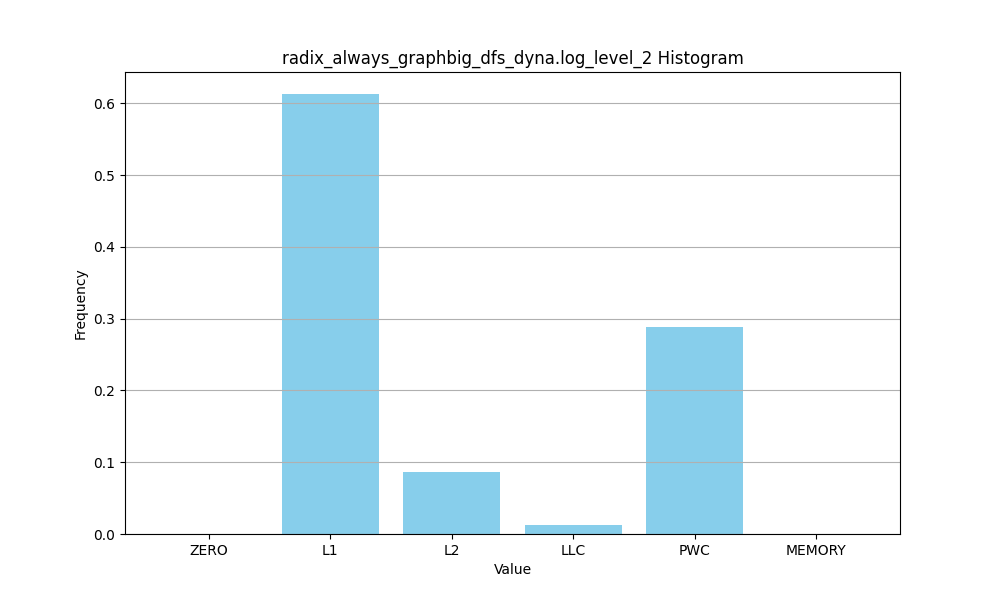 radix_always_graphbig_dfs_dyna.log_level_2 Histogram
Frequency
0.6
0.5
0.4
0.3
0.2
0.1
0.0
ZERO L1 L2 LLC PWC MEMORY
Value